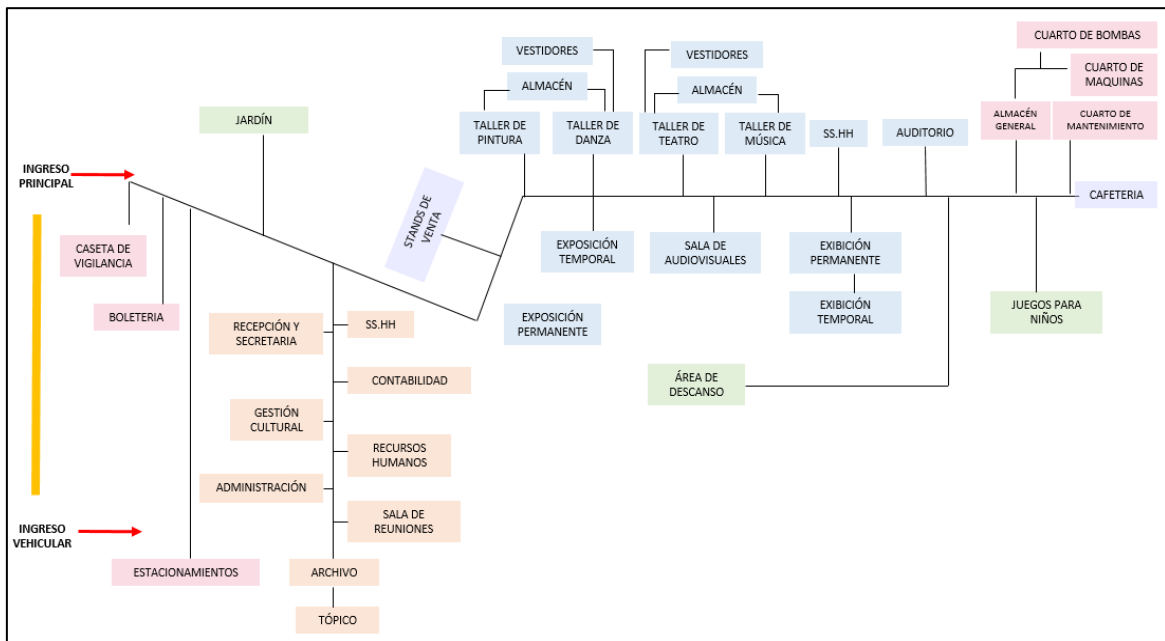 CUARTO DE BOMBAS
VESTIDORES
VESTIDORES
CUARTO DE
MAQUINAS
ALMACÉN
ALMACÉN
JARDÍN
TALLER DE
PINTURA
TALLER DE
DANZA
TALLER DE
TEATRO
TALLER DE
MÚSICA
SS.HH
AUDITORIO
ALMACÉN
GENERAL
CUARTO DE
MANTENIMIENTO
INGRESO
PRINCIPAL
STANDS DE
VENTA
CAFETERIA
CASETA DE
VIGILANCIA
EXPOSICIÓN
TEMPORAL
SALA DE
AUDIOVISUALES
EXIBICIÓN
PERMANENTE
BOLETERIA
EXPOSICIÓN
PERMANENTE
EXIBICIÓN
TEMPORAL
JUEGOS PARA
NIÑOS
RECEPCIÓN Y
SECRETARIA
SS.HH
CONTABILIDAD
ÁREA DE
DESCANSO
GESTIÓN
CULTURAL
RECURSOS
HUMANOS
ADMINISTRACIÓN
SALA DE
REUNIONES
INGRESO
VEHICULAR
ESTACIONAMIENTOS
ARCHIVO
TÓPICO